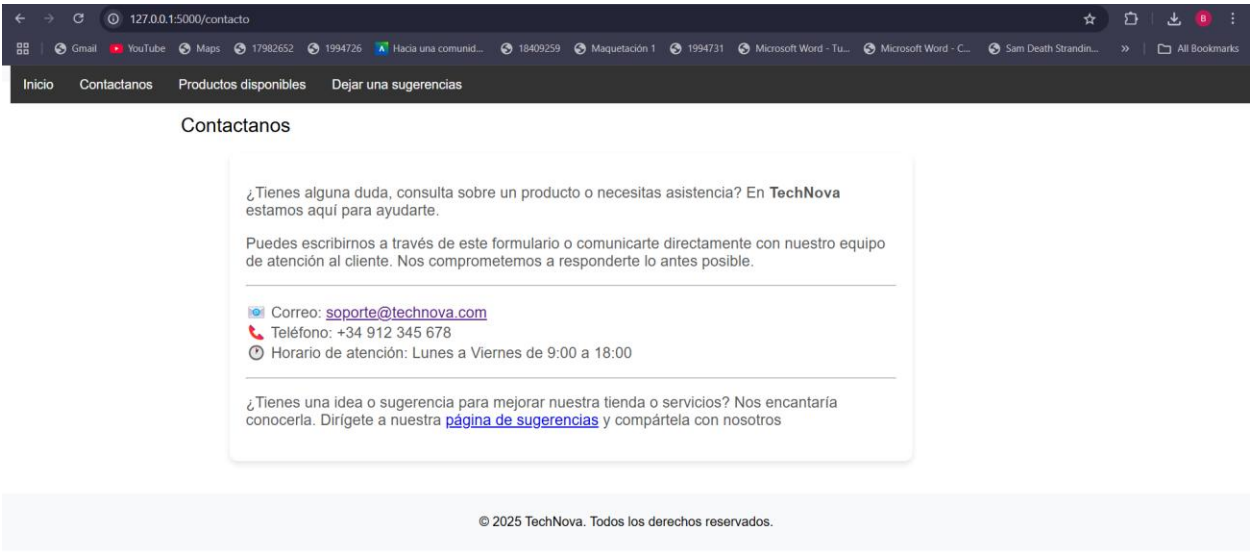 127.0.0.1:5000/contacto
B
Gmail YouTube Maps 17982652 1994726 Hacia una comunid... 18409259 Maquetación 1 1994731 Microsoft Word - Tu... Microsoft Word - C... Sam Death Strandin... » All Bookmarks
Inicio Contactanos Productos disponibles Dejar una sugerencias
Contactanos
¿Tienes alguna duda, consulta sobre un producto o necesitas asistencia? En TechNova
estamos aquí para ayudarte.
Puedes escribirnos a través de este formulario o comunicarte directamente con nuestro equipo
de atención al cliente. Nos comprometemos a responderte lo antes posible.
Correo: soporte@technova.com
Teléfono: +34 912 345 678
Horario de atención: Lunes a Viernes de 9:00 a 18:00
¿Tienes una idea o sugerencia para mejorar nuestra tienda o servicios? Nos encantaría
conocerla. Dirígete a nuestra página de sugerencias y compártela con nosotros
© 2025 TechNova. Todos los derechos reservados.